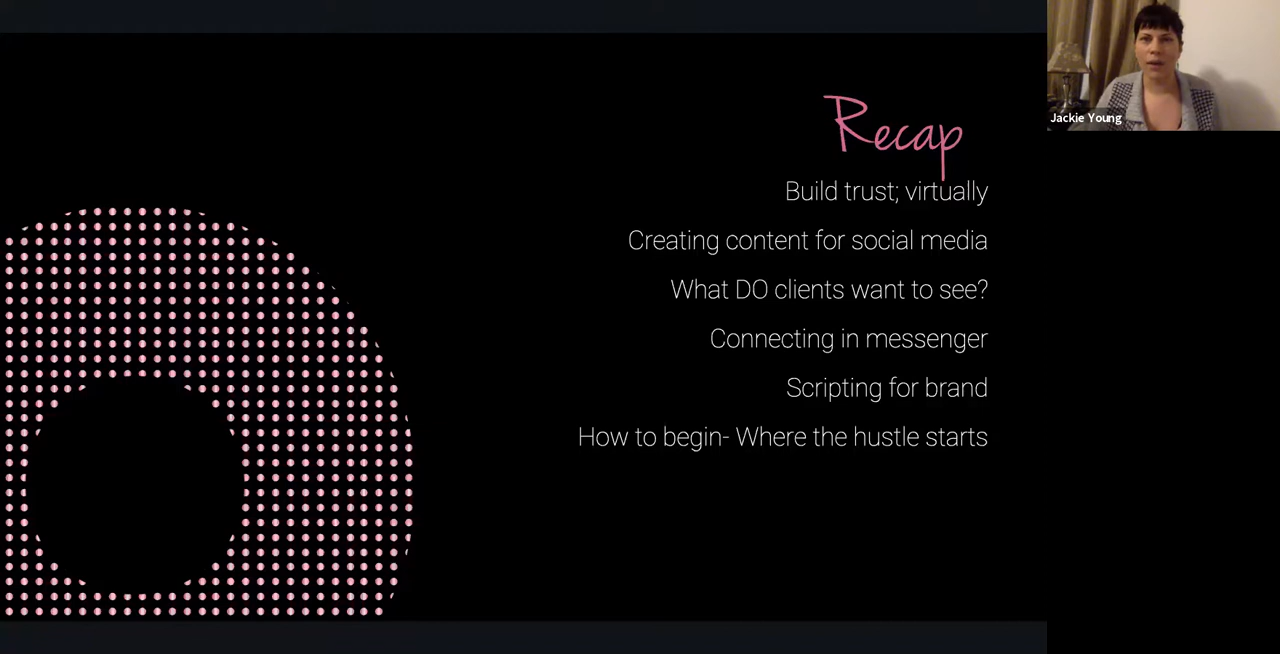 Jackie Young
Recap
Build trust; virtually
Creating content for social media
What DO clients want to see?
Connecting in messenger
Scripting for brand
How to begin- Where the hustle starts